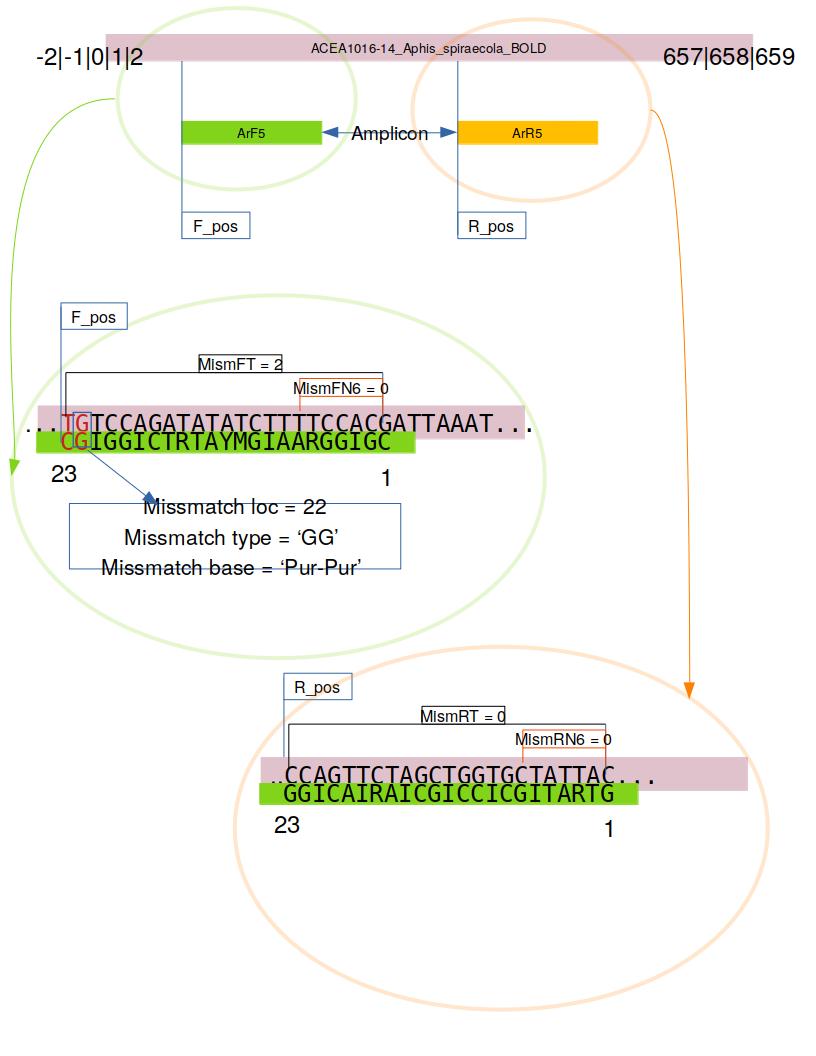 ACEA1016-14_Aphis_spiraecola_BOLD
-2|-1|0|1|2
657|658|659
ArF5
Amplicon
ArR5
F_pos
R_pos
F_pos
MismFT = 2
MismFN6 = 0
...TGTCCAGATATATCTTTTCCACGATTAAAT...
CGIGGICTRTAYMGIAARGGIGC
23
1
Missmatch loc = 22
Missmatch type = ‘GG’
Missmatch base = ‘Pur-Pur’
R_pos
MismRT = 0
MismRN6 = 0
..CCAGTTCTAGCTGGTGCTATTAC...
GGICAIRAICGICCICGITARTG
23
1